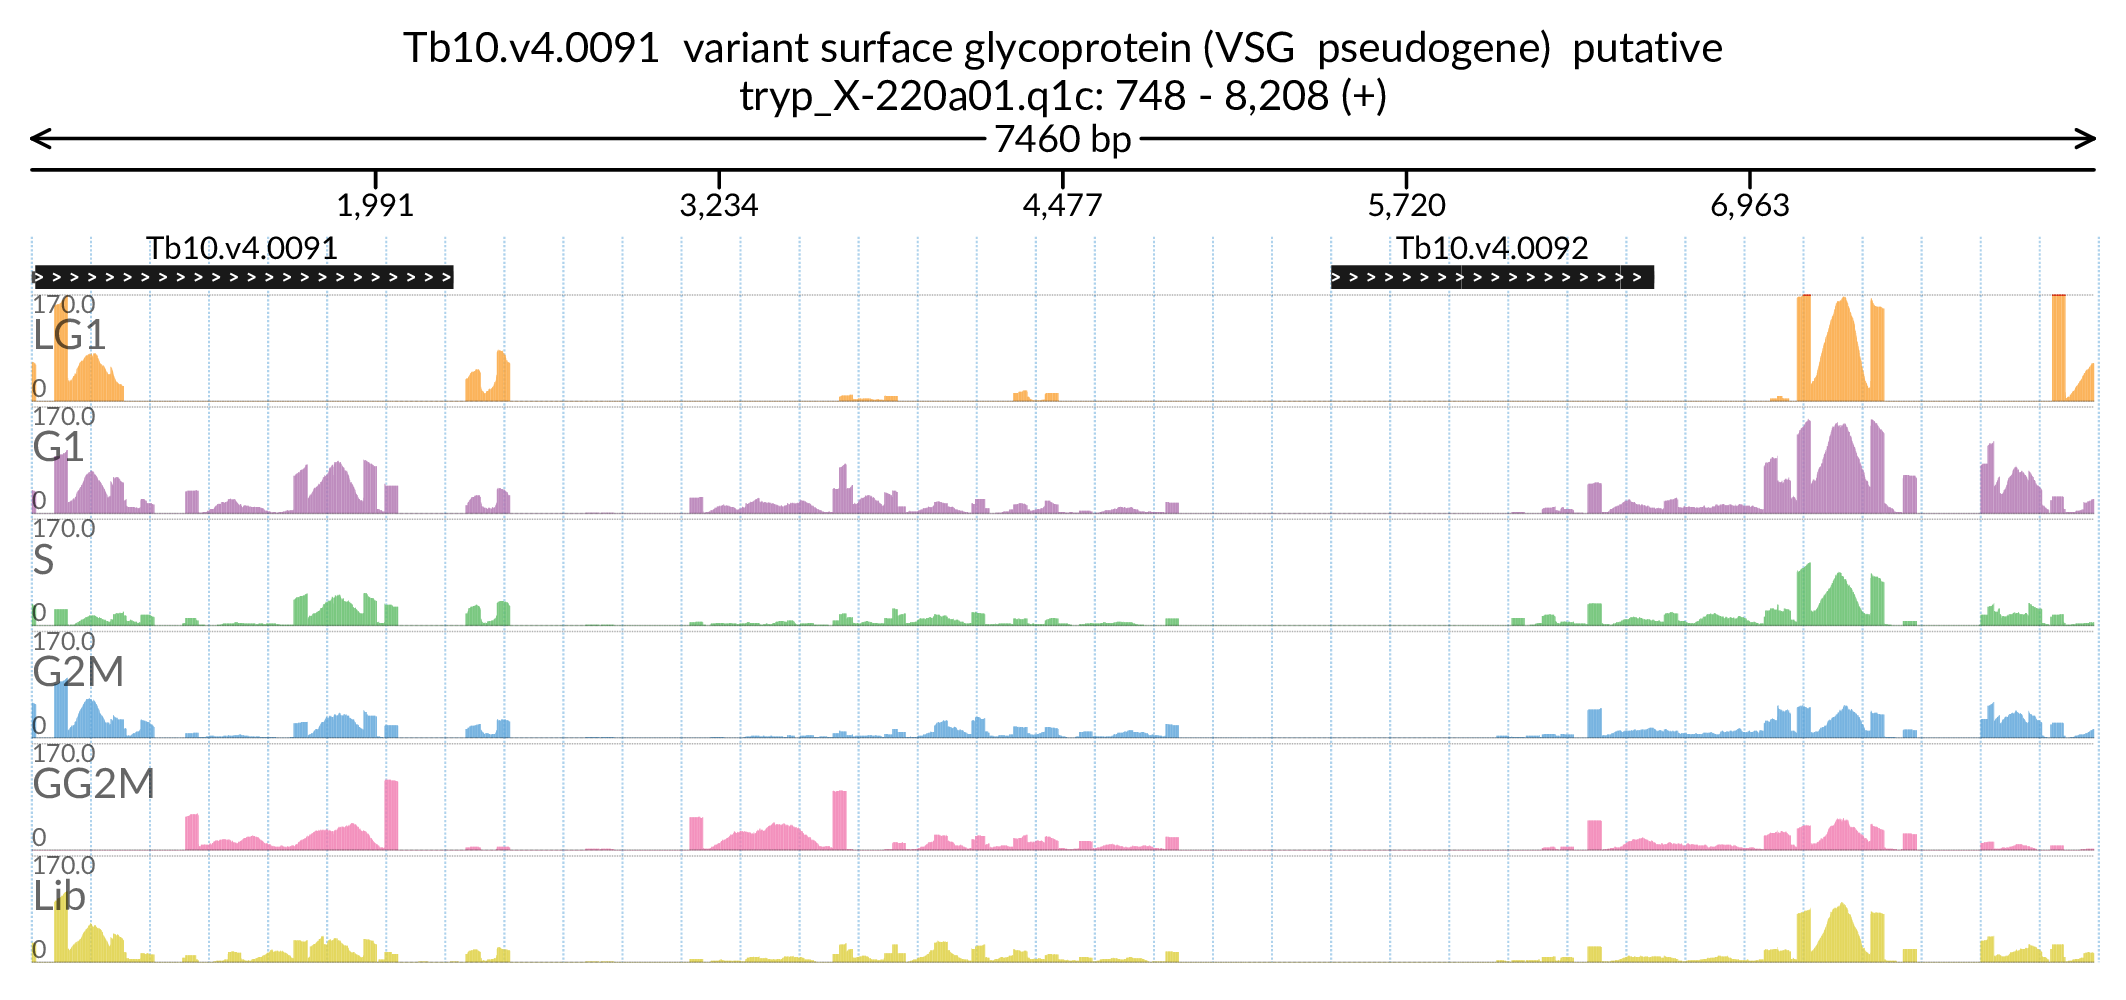 Tb10.v4.0091  variant surface glycoprotein (VSG  pseudogene)  putative
tryp_X-220a01.q1c: 748 - 8,208 (+)
7460 bp
1,991 3,234 4,477 5,720 6,963
Tb10.v4.0091 Tb10.v4.0092
170.0
LG1
0
170.0
G1
0
170.0
S
0
170.0
G2M
0
170.0
GG2M
0
170.0
Lib
0